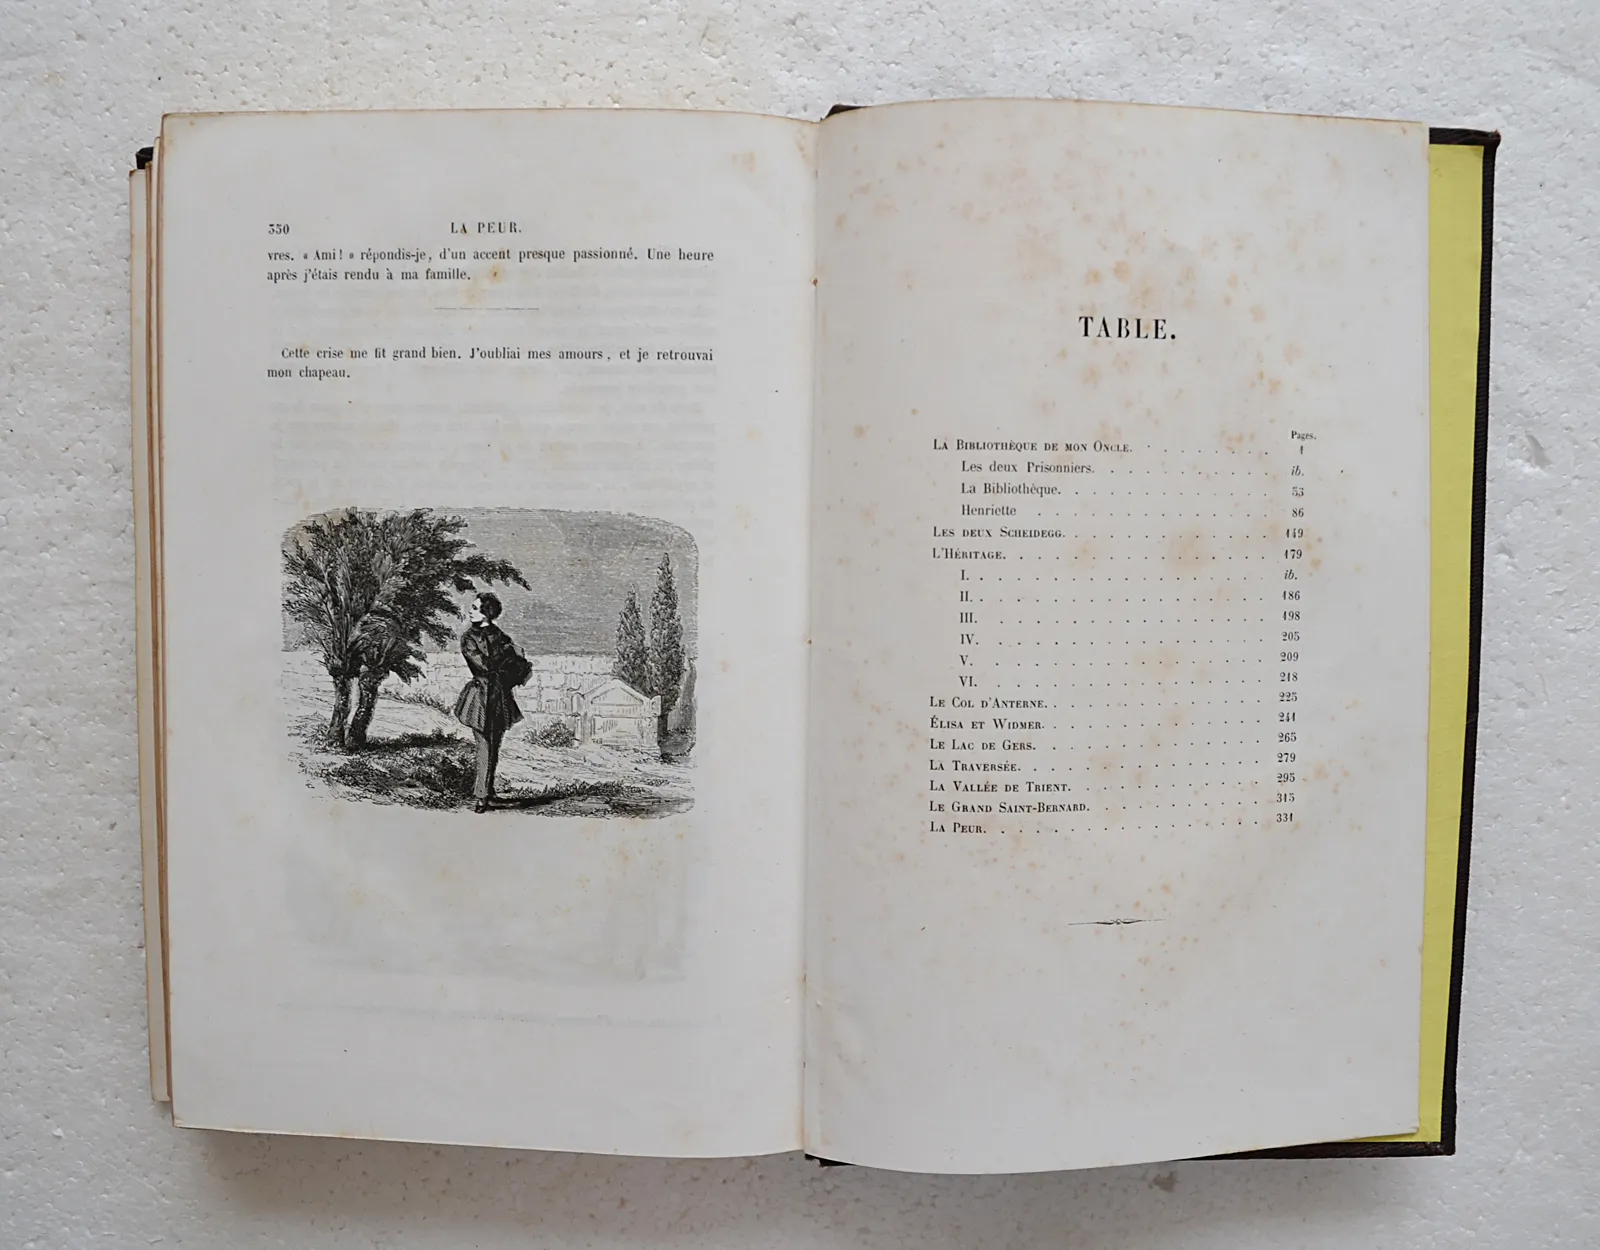 350 LA PEUR.
vres. « Ami ! » répondis-je, d'un accent presque passionné. Une heure
après j'étais rendu à ma famille.
Cette crise me fit grand bien. J'oubliai mes amours, et je retrouvai
mon chapeau.
TABLE.
Pages.
LA BIBLIOTHÈQUE DE MON ONCLE. . . . . . . . 1
Les deux Prisonniers. . . . . . . . . . . ib.
La Bibliothèque. . . . . . . . . . . . . 53
Henriette . . . . . . . . . . . . . . 86
LES DEUX SCHEIDEGG. . . . . . . . . . . . 149
L'HÉRITAGE. . . . . . . . . . . . . . . 179
I. . . . . . . . . . . . . . . . . ib.
II. . . . . . . . . . . . . . . . . 186
III. . . . . . . . . . . . . . . . 198
IV. . . . . . . . . . . . . . . . 205
V. . . . . . . . . . . . . . . . 209
VI. . . . . . . . . . . . . . . . 218
LE COL D'ANTERNE. . . . . . . . . . . . . 225
ÉLISA ET WIDMER. . . . . . . . . . . . . 241
LE LAC DE GERS. . . . . . . . . . . . . 265
LA TRAVERSÉE. . . . . . . . . . . . . . 279
LA VALLÉE DE TRIENT. . . . . . . . . . . 295
LE GRAND SAINT-BERNARD. . . . . . . . . . 315
LA PEUR. . . . . . . . . . . . . . . . 331